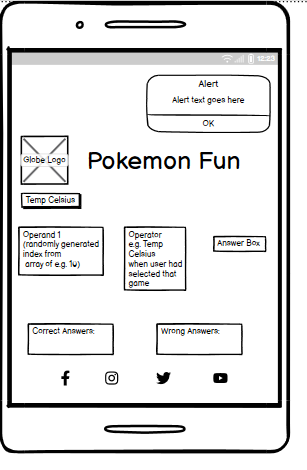 12:23
Alert
Alert text goes here
OK
Globe Logo
Pokemon Fun
Temp Celsius
Operand 1
(randomly generated
index from
array of e.g. 10)
Operator
e.g. Temp
Celsius
when user had
selected that
game
Answer Box
Correct Answers:
Wrong Answers: